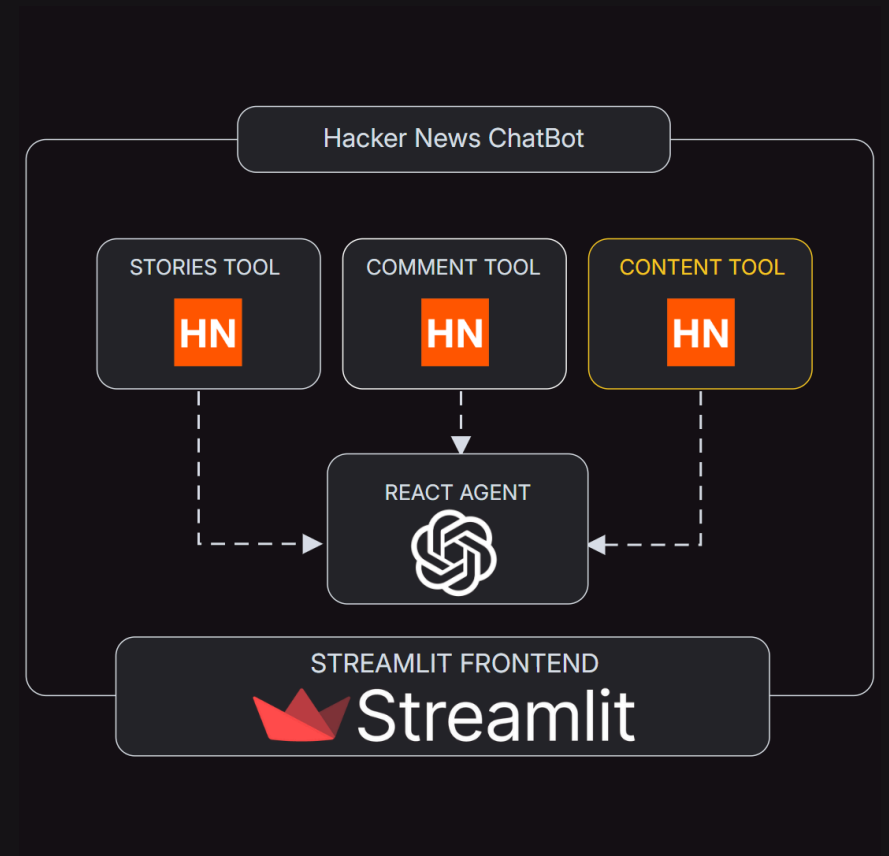 Hacker News ChatBot
STORIES TOOL
HN
COMMENT TOOL
HN
CONTENT TOOL
HN
REACT AGENT
STREAMLIT FRONTEND
Streamlit